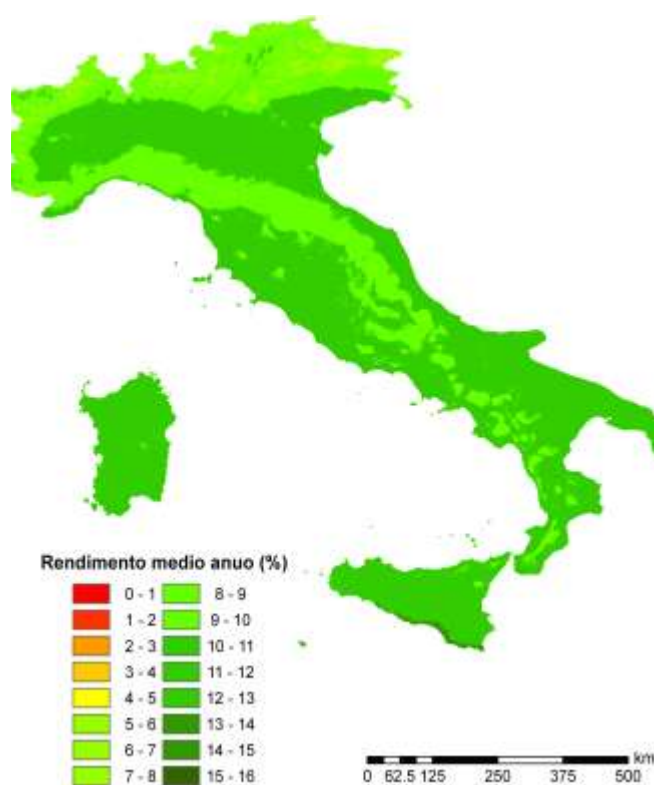 Rendimento medio anuo (%)
0 - 1 8 - 9
1 - 2 9 - 10
2 - 3 10 - 11
3 - 4 11 - 12
4 - 5 12 - 13
5 - 6 13 - 14
6 - 7 14 - 15
7 - 8 15 - 16
km
0 62.5 125 250 375 500